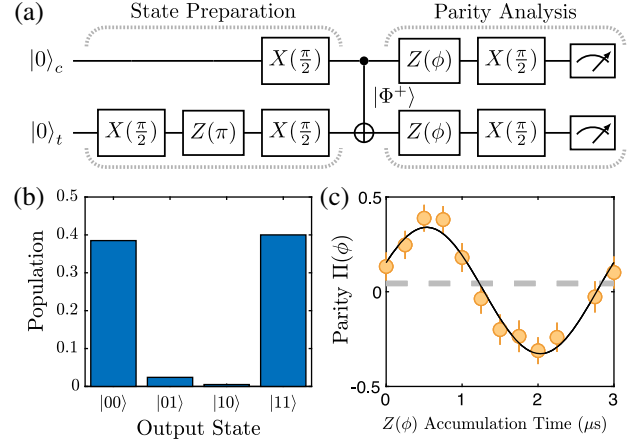 (a) State Preparation Parity Analysis
|0⟩c X(π/2) Z(ϕ) X(π/2)
|Φ⁺⟩
|0⟩t X(π/2) Z(π) X(π/2) Z(ϕ) X(π/2)
(b)
0.5
0.4
0.3
0.2
0.1
0
Population
|00⟩ |01⟩ |10⟩ |11⟩
Output State
(c)
0.5
0
-0.5
Parity Π(ϕ)
0 1 2 3
Z(ϕ) Accumulation Time (μs)